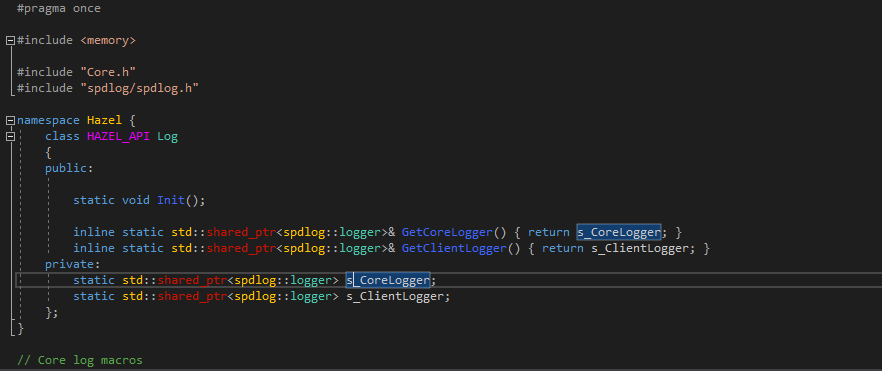 #pragma once
#include <memory>
#include "Core.h"
#include "spdlog/spdlog.h"
namespace Hazel {
class HAZEL_API Log
{
public:
static void Init();
inline static std::shared_ptr<spdlog::logger>& GetCoreLogger() { return s_CoreLogger; }
inline static std::shared_ptr<spdlog::logger>& GetClientLogger() { return s_ClientLogger; }
private:
static std::shared_ptr<spdlog::logger> s_CoreLogger;
static std::shared_ptr<spdlog::logger> s_ClientLogger;
};
}
// Core log macros